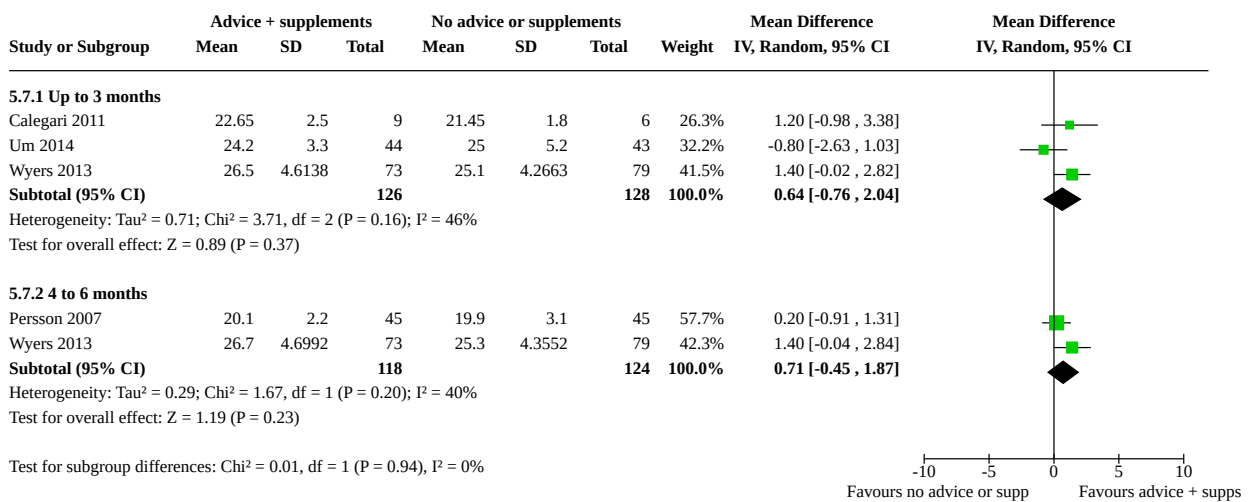 Advice + supplements No advice or supplements Mean Difference Mean Difference
Study or Subgroup Mean SD Total Mean SD Total Weight IV, Random, 95% CI IV, Random, 95% CI
5.7.1 Up to 3 months
Calegari 2011 22.65 2.5 9 21.45 1.8 6 26.3% 1.20 [-0.98 , 3.38]
Um 2014 24.2 3.3 44 25 5.2 43 32.2% -0.80 [-2.63 , 1.03]
Wyers 2013 26.5 4.6138 73 25.1 4.2663 79 41.5% 1.40 [-0.02 , 2.82]
Subtotal (95% CI) 126 128 100.0% 0.64 [-0.76 , 2.04]
Heterogeneity: Tau² = 0.71; Chi² = 3.71, df = 2 (P = 0.16); I² = 46%
Test for overall effect: Z = 0.89 (P = 0.37)
5.7.2 4 to 6 months
Persson 2007 20.1 2.2 45 19.9 3.1 45 57.7% 0.20 [-0.91 , 1.31]
Wyers 2013 26.7 4.6992 73 25.3 4.3552 79 42.3% 1.40 [-0.04 , 2.84]
Subtotal (95% CI) 118 124 100.0% 0.71 [-0.45 , 1.87]
Heterogeneity: Tau² = 0.29; Chi² = 1.67, df = 1 (P = 0.20); I² = 40%
Test for overall effect: Z = 1.19 (P = 0.23)
Test for subgroup differences: Chi² = 0.01, df = 1 (P = 0.94), I² = 0%
-10 -5 0 5 10
Favours no advice or supp Favours advice + supps